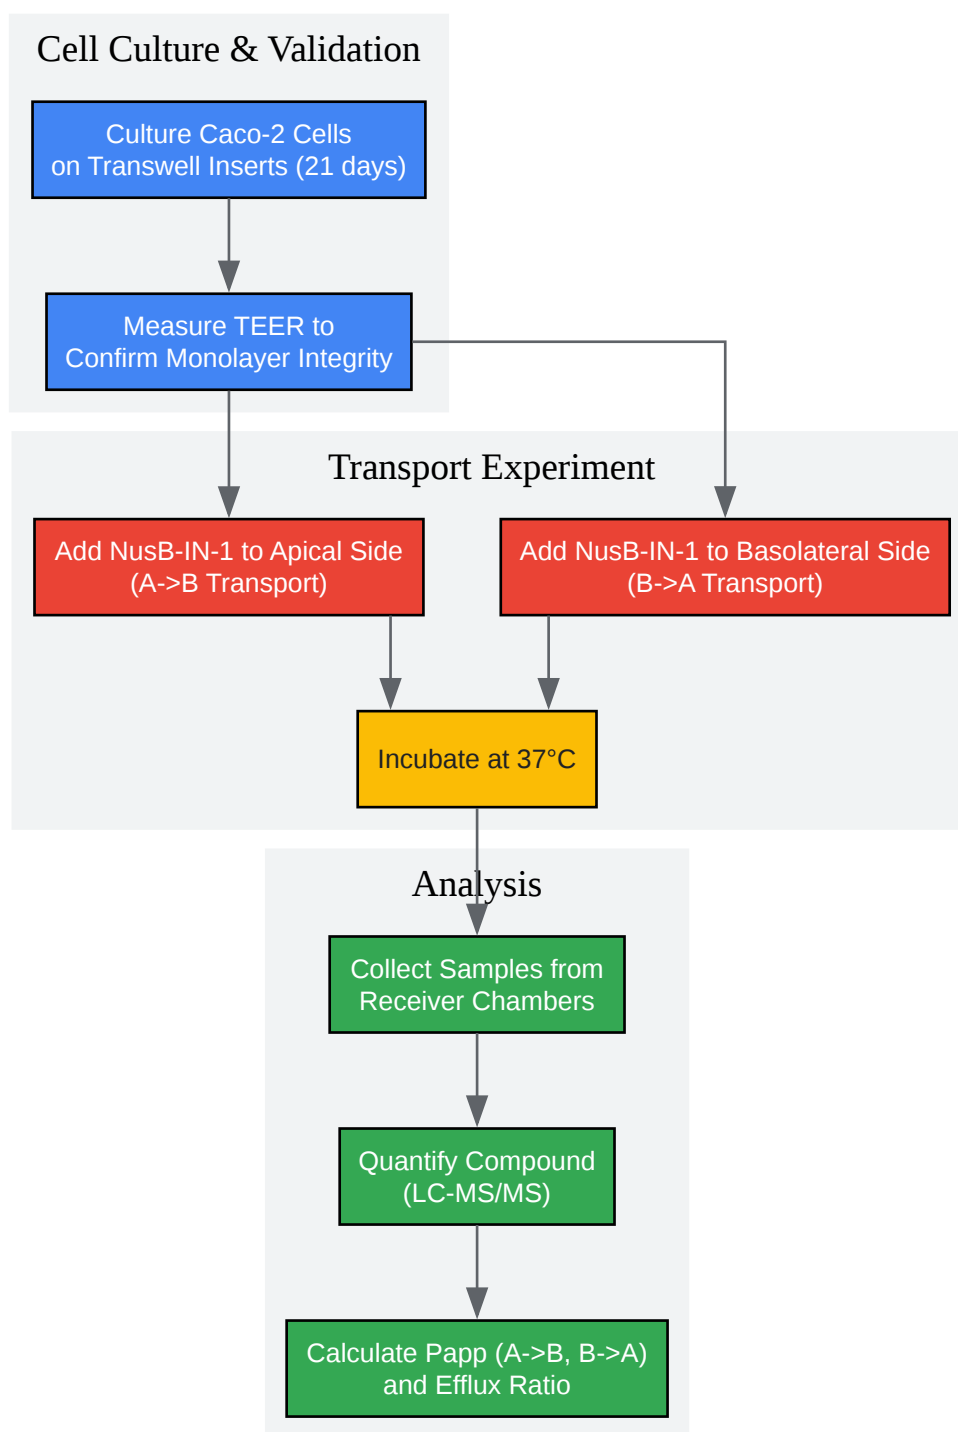 Cell Culture & Validation
Culture Caco-2 Cells
on Transwell Inserts (21 days)
Measure TEER to
Confirm Monolayer Integrity
Transport Experiment
Add NusB-IN-1 to Apical Side
(A->B Transport)
Add NusB-IN-1 to Basolateral Side
(B->A Transport)
Incubate at 37°C
Analysis
Collect Samples from
Receiver Chambers
Quantify Compound
(LC-MS/MS)
Calculate Papp (A->B, B->A)
and Efflux Ratio